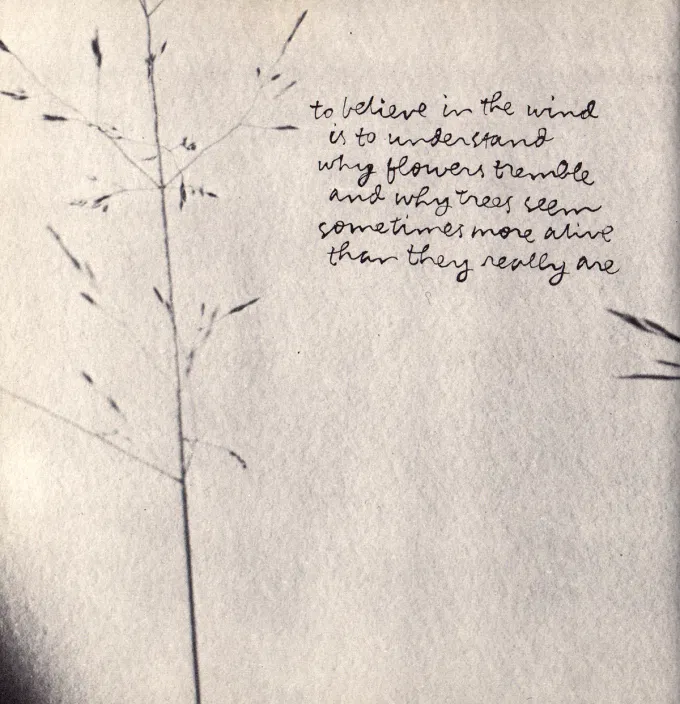 to believe in the wind
is to understand
why flowers tremble
and why trees seem
sometimes more alive
than they really are